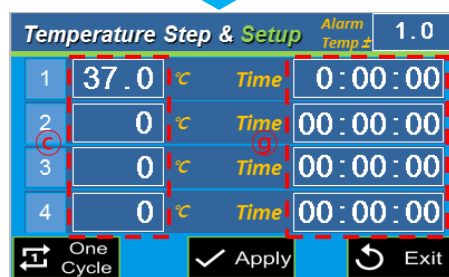 Temperature Step & Setup Alarm Temp± 1.0
1 37.0 ℃ Time 0:00:00
2 0 ℃ Time 00:00:00
ⓒ ⓖ
3 0 ℃ Time 00:00:00
4 0 ℃ Time 00:00:00
1 One Cycle Apply Exit